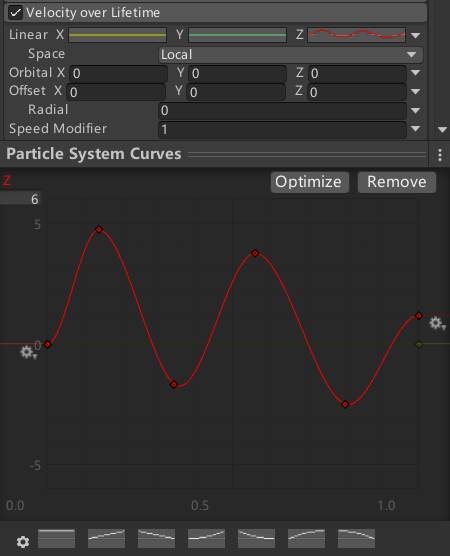 Velocity over Lifetime
Linear X Y Z
Space Local
Orbital X 0 Y 0 Z 0
Offset X 0 Y 0 Z 0
Radial 0
Speed Modifier 1
Particle System Curves
Z Optimize Remove
6
5
0
-5
0.0 0.5 1.0